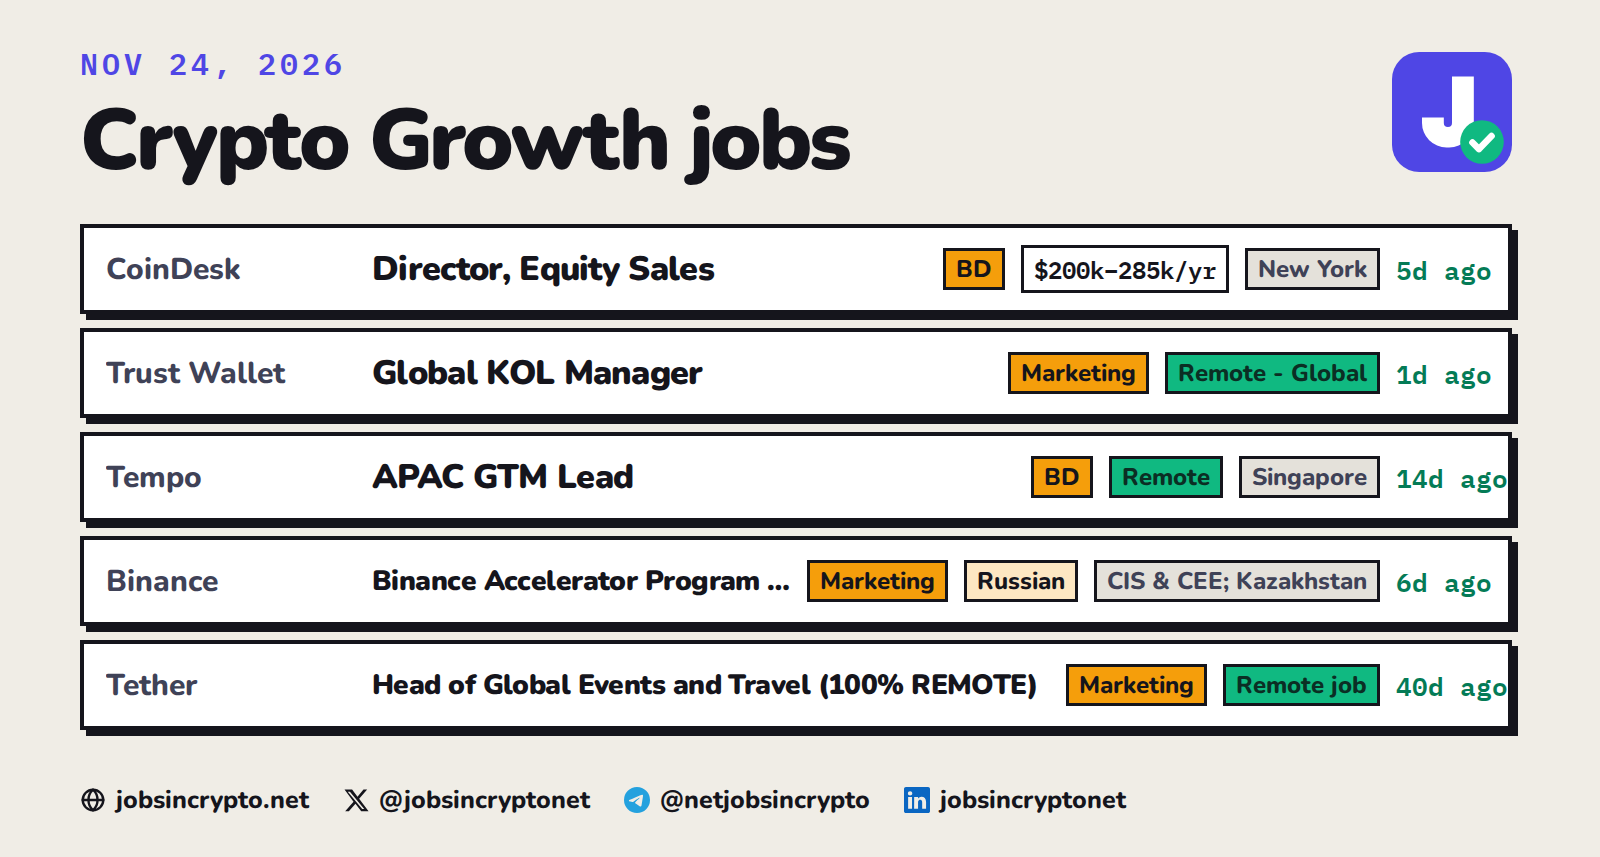 NOV 24, 2026
Crypto Growth jobs
J
CoinDesk Director, Equity Sales BD $200k–285k/yr New York 5d ago
Trust Wallet Global KOL Manager Marketing Remote - Global 1d ago
Tempo APAC GTM Lead BD Remote Singapore 14d ago
Binance Binance Accelerator Program ... Marketing Russian CIS & CEE; Kazakhstan 6d ago
Tether Head of Global Events and Travel (100% REMOTE) Marketing Remote job 40d ago
jobsincrypto.net @jobsincryptonet @netjobsincrypto jobsincryptonet